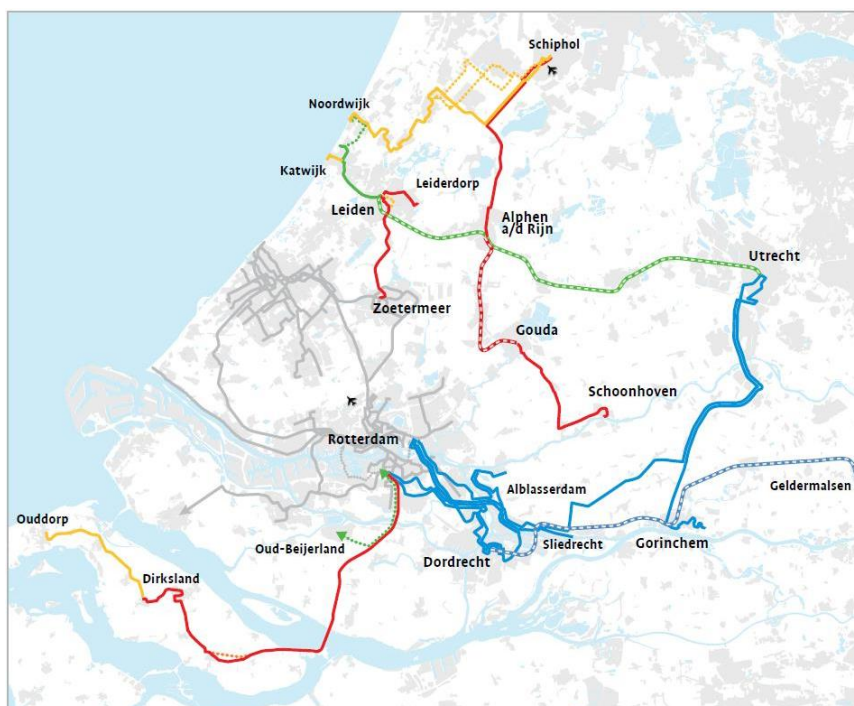 Schiphol
Noordwijk
Katwijk
Leiderdorp
Leiden
Alphen
a/d Rijn
Utrecht
Zoetermeer
Gouda
Schoonhoven
Rotterdam
Alblasserdam
Geldermalsen
Ouddorp
Oud-Beijerland
Sliedrecht
Gorinchem
Dordrecht
Dirksland